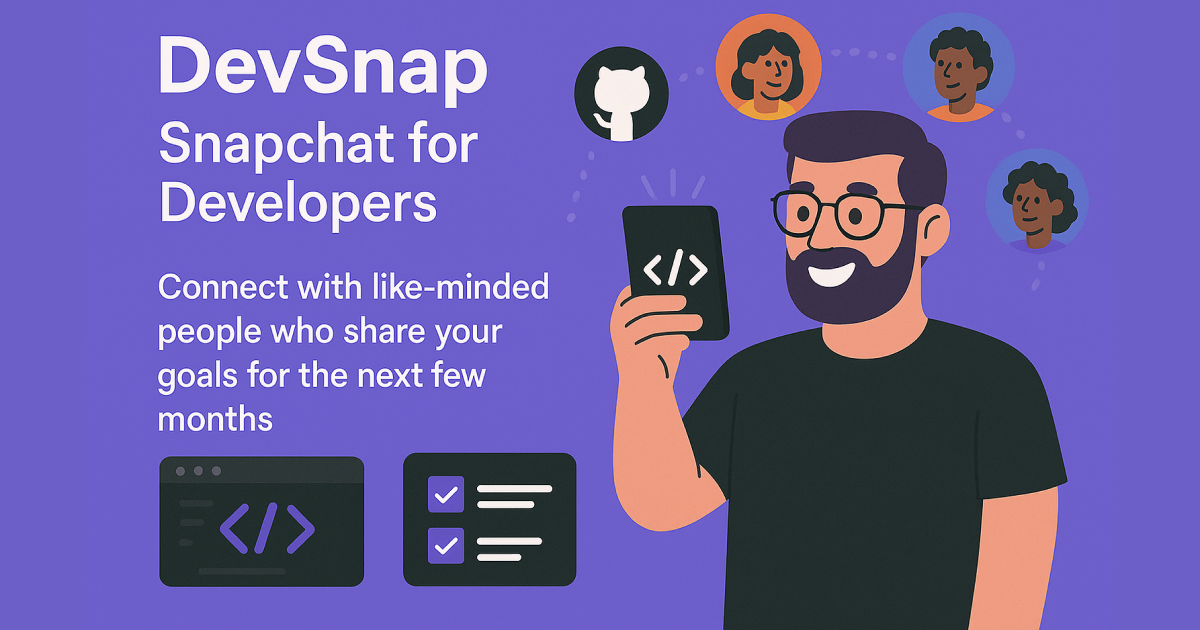 DevSnap
Snapchat for
Developers
Connect with like-minded
people who share your
goals for the next few
months
</>
</>